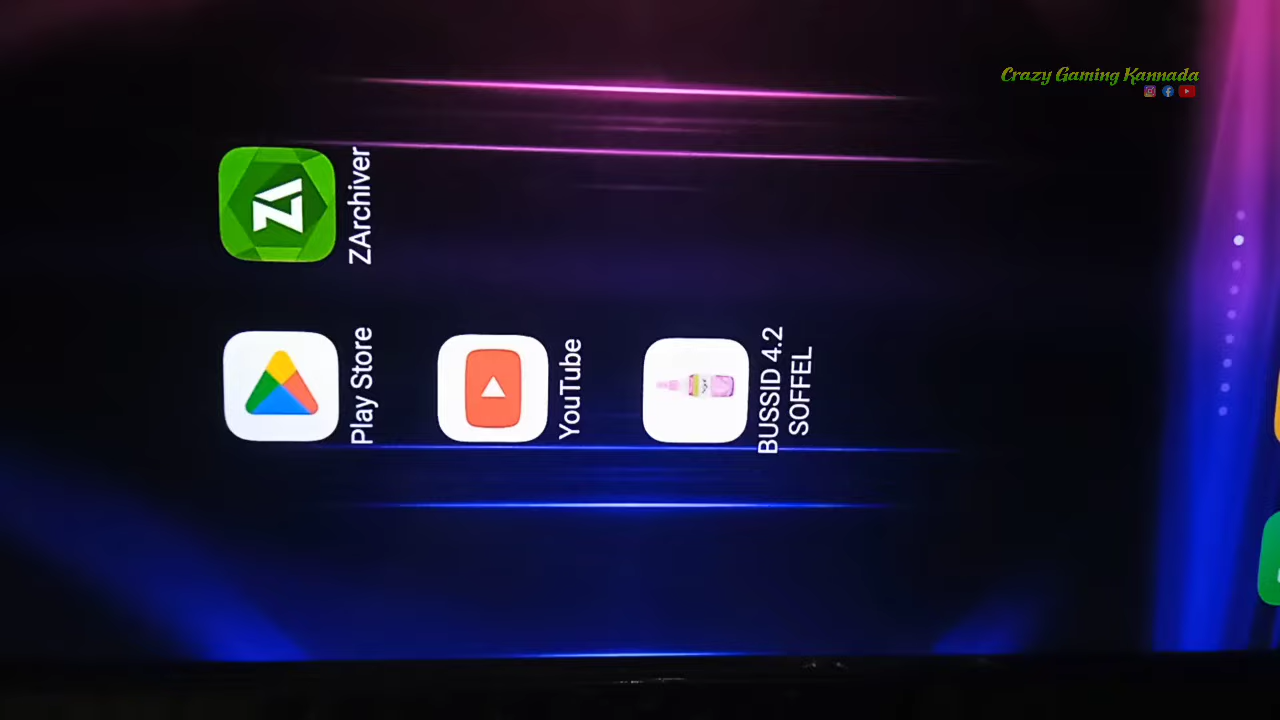 Crazy Gaming Kannada
ZArchiver
Play Store
YouTube
BUSSID 4.2
SOFFEL